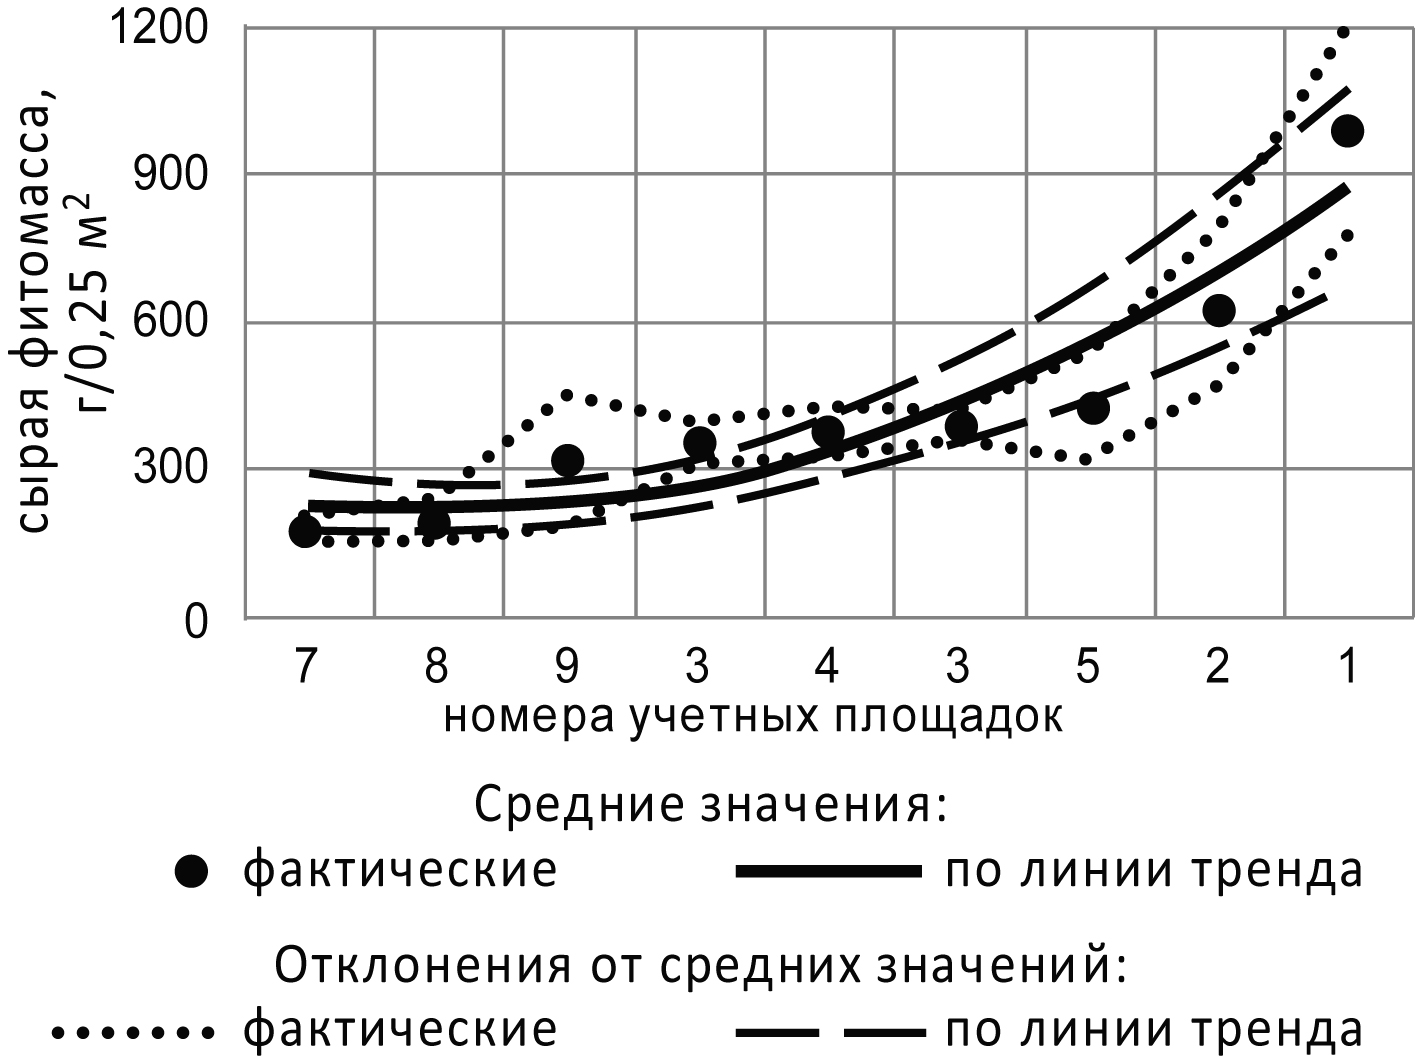 1200
900
600
300
0
сырая фитомасса,
г/0,25 м²
7 8 9 3 4 3 5 2 1
номера учетных площадок
Средние значения:
фактические по линии тренда
Отклонения от средних значений:
фактические по линии тренда